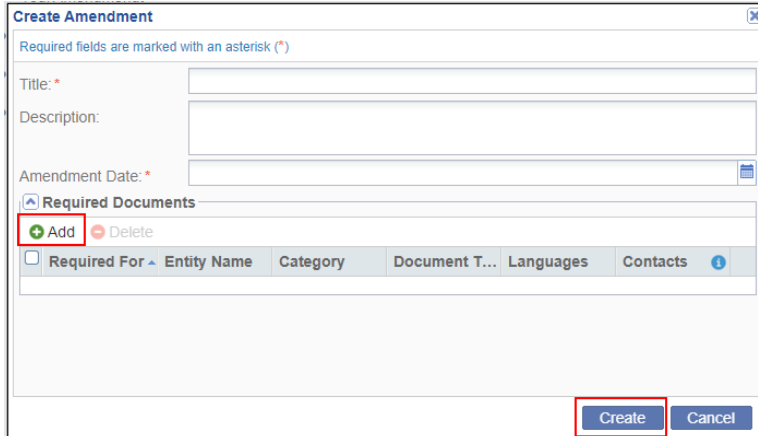 Create Amendment
Required fields are marked with an asterisk (*)
Title: *
Description:
Amendment Date: *
Required Documents
Add Delete
Required For Entity Name Category Document T... Languages Contacts
Create Cancel